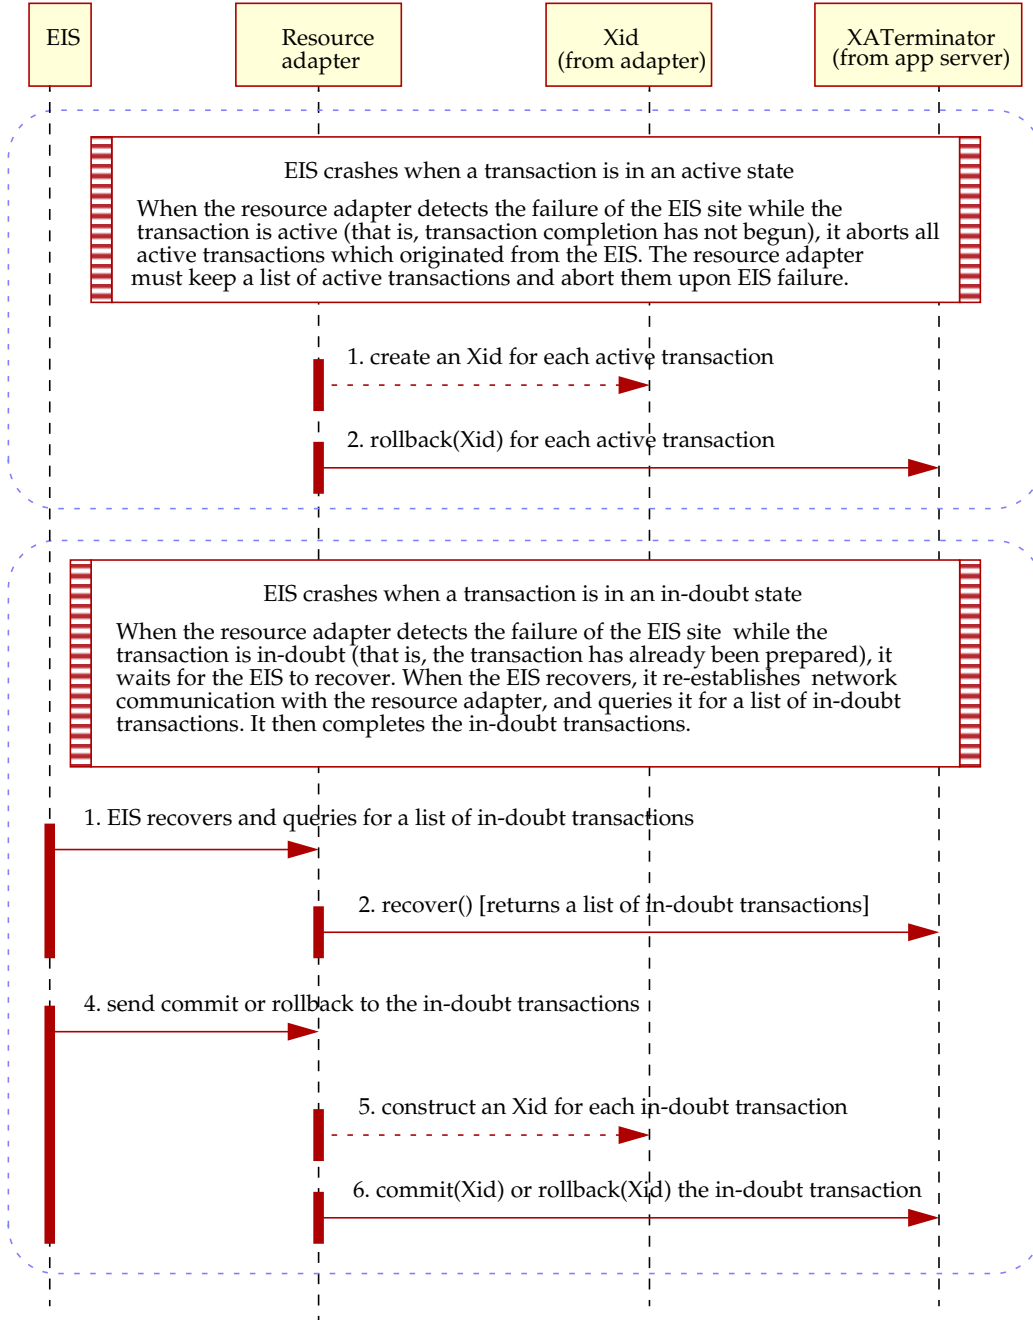 EIS
Resource
adapter
Xid
(from adapter)
XATerminator
(from app server)
EIS crashes when a transaction is in an active state
When the resource adapter detects the failure of the EIS site while the
transaction is active (that is, transaction completion has not begun), it aborts all
active transactions which originated from the EIS. The resource adapter
must keep a list of active transactions and abort them upon EIS failure.
1. create an Xid for each active transaction
2. rollback(Xid) for each active transaction
EIS crashes when a transaction is in an in-doubt state
When the resource adapter detects the failure of the EIS site while the
transaction is in-doubt (that is, the transaction has already been prepared), it
waits for the EIS to recover. When the EIS recovers, it re-establishes network
communication with the resource adapter, and queries it for a list of in-doubt
transactions. It then completes the in-doubt transactions.
1. EIS recovers and queries for a list of in-doubt transactions
2. recover() [returns a list of in-doubt transactions]
4. send commit or rollback to the in-doubt transactions
5. construct an Xid for each in-doubt transaction
6. commit(Xid) or rollback(Xid) the in-doubt transaction